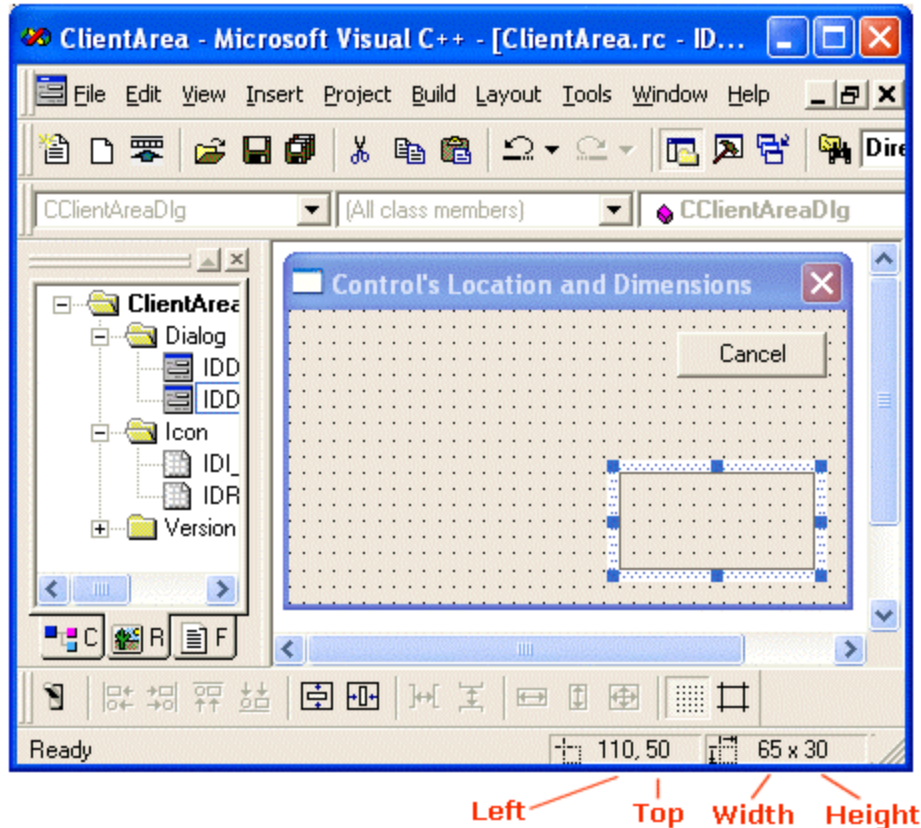 ClientArea - Microsoft Visual C++ - [ClientArea.rc - ID...
File Edit View Insert Project Build Layout Tools Window Help
Dire
CClientAreaDlg (All class members) CClientAreaDlg
Control's Location and Dimensions
Cancel
ClientArea
Dialog
IDD
IDD
Icon
IDI_
IDR
Version
C R F
Ready 110, 50 65 x 30
Left Top Width Height